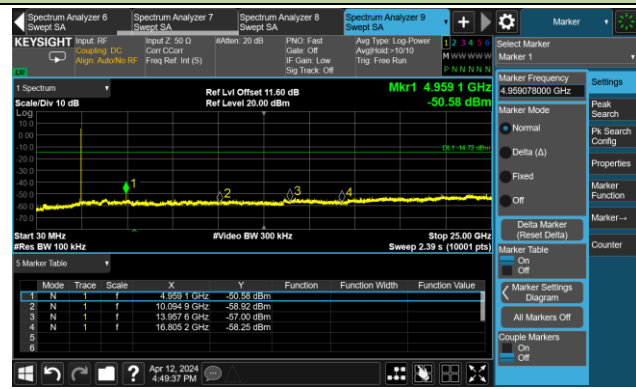 Spectrum Analyzer 6
Swept SA
Spectrum Analyzer 7
Swept SA
Spectrum Analyzer 8
Swept SA
Spectrum Analyzer 9
Swept SA
Marker
KEYSIGHT
Input: RF
Coupling: DC
Align: Auto/No RF
Input Z: 50 Ω
Corr CCorr
Freq Ref: Int (S)
#Atten: 20 dB
PNO: Fast
Gate: Off
IF Gain: Low
Sig Track: Off
Avg Type: Log-Power
Avg|Hold:>10/10
Trig: Free Run
1 2 3 4 5 6
M W W W W W
P N N N N N
Select Marker
Marker 1
1 Spectrum
Scale/Div 10 dB
Ref Lvl Offset 11.60 dB
Ref Level 20.00 dBm
Mkr1 4.959 1 GHz
-50.58 dBm
Log
10.0
0.00
-10.0
-20.0
-30.0
-40.0
-50.0
-60.0
-70.0
DL1 -14.72 dBm
1
2
3
4
Start 30 MHz
#Res BW 100 kHz
#Video BW 300 kHz
Stop 25.00 GHz
Sweep 2.39 s (10001 pts)
5 Marker Table
Mode Trace Scale X Y Function Function Width Function Value
1 N 1 f 4.959 1 GHz -50.58 dBm
2 N 1 f 10.094 9 GHz -58.92 dBm
3 N 1 f 13.957 6 GHz -57.00 dBm
4 N 1 f 16.805 2 GHz -58.25 dBm
5
6
Marker Frequency
4.959078000 GHz
Marker Mode
Normal
Delta (Δ)
Fixed
Off
Delta Marker
(Reset Delta)
Marker Table
On
Off
Marker Settings
Diagram
All Markers Off
Couple Markers
On
Off
Settings
Peak
Search
Pk Search
Config
Properties
Marker
Function
Marker→
Counter
Apr 12, 2024
4:49:37 PM